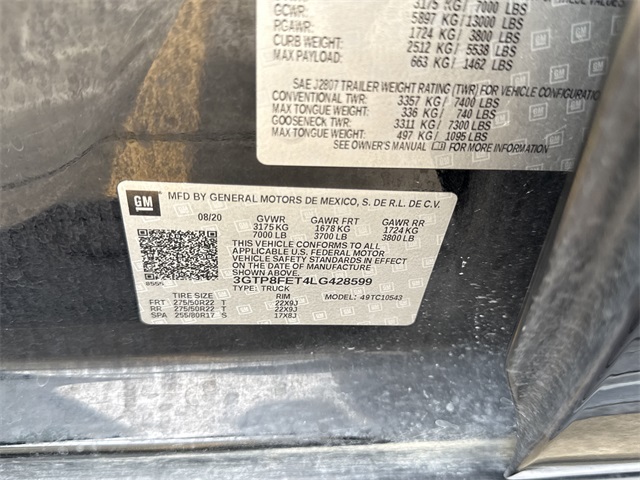 GCWR: 3175 KG/ 7000 LBS
RGAWR: 5897 KG/ 13000 LBS
CURB WEIGHT: 1724 KG/ 3800 LBS
MAX PAYLOAD: 2512 KG/ 5538 LBS
663 KG/ 1462 LBS
SAE J2807 TRAILER WEIGHT RATING (TWR) FOR VEHICLE CONFIGURATION
CONVENTIONAL TWR: 3357 KG/ 7400 LBS
MAX TONGUE WEIGHT: 336 KG/ 740 LBS
GOOSENECK TWR: 3311 KG/ 7300 LBS
MAX TONGUE WEIGHT: 497 KG/ 1095 LBS
SEE OWNER'S MANUAL FOR MORE INFORMATION
GM
MFD BY GENERAL MOTORS DE MEXICO, S. DE R.L. DE C.V.
08/20 GVWR GAWR FRT GAWR RR
3175 KG 1678 KG 1724 KG
7000 LB 3700 LB 3800 LB
THIS VEHICLE CONFORMS TO ALL
APPLICABLE U.S. FEDERAL MOTOR
VEHICLE SAFETY AND BUMPER
STANDARDS IN EFFECT ON THE DATE
OF MANUFACTURE SHOWN ABOVE.
3GTP8FET4LG428599
TYPE: TRUCK
TIRE SIZE RIM MODEL: 49TC10543
FRT 275/50R22 T 22X9J
RR 275/50R22 T 22X9J
SPA 255/80R17 S 17X8J